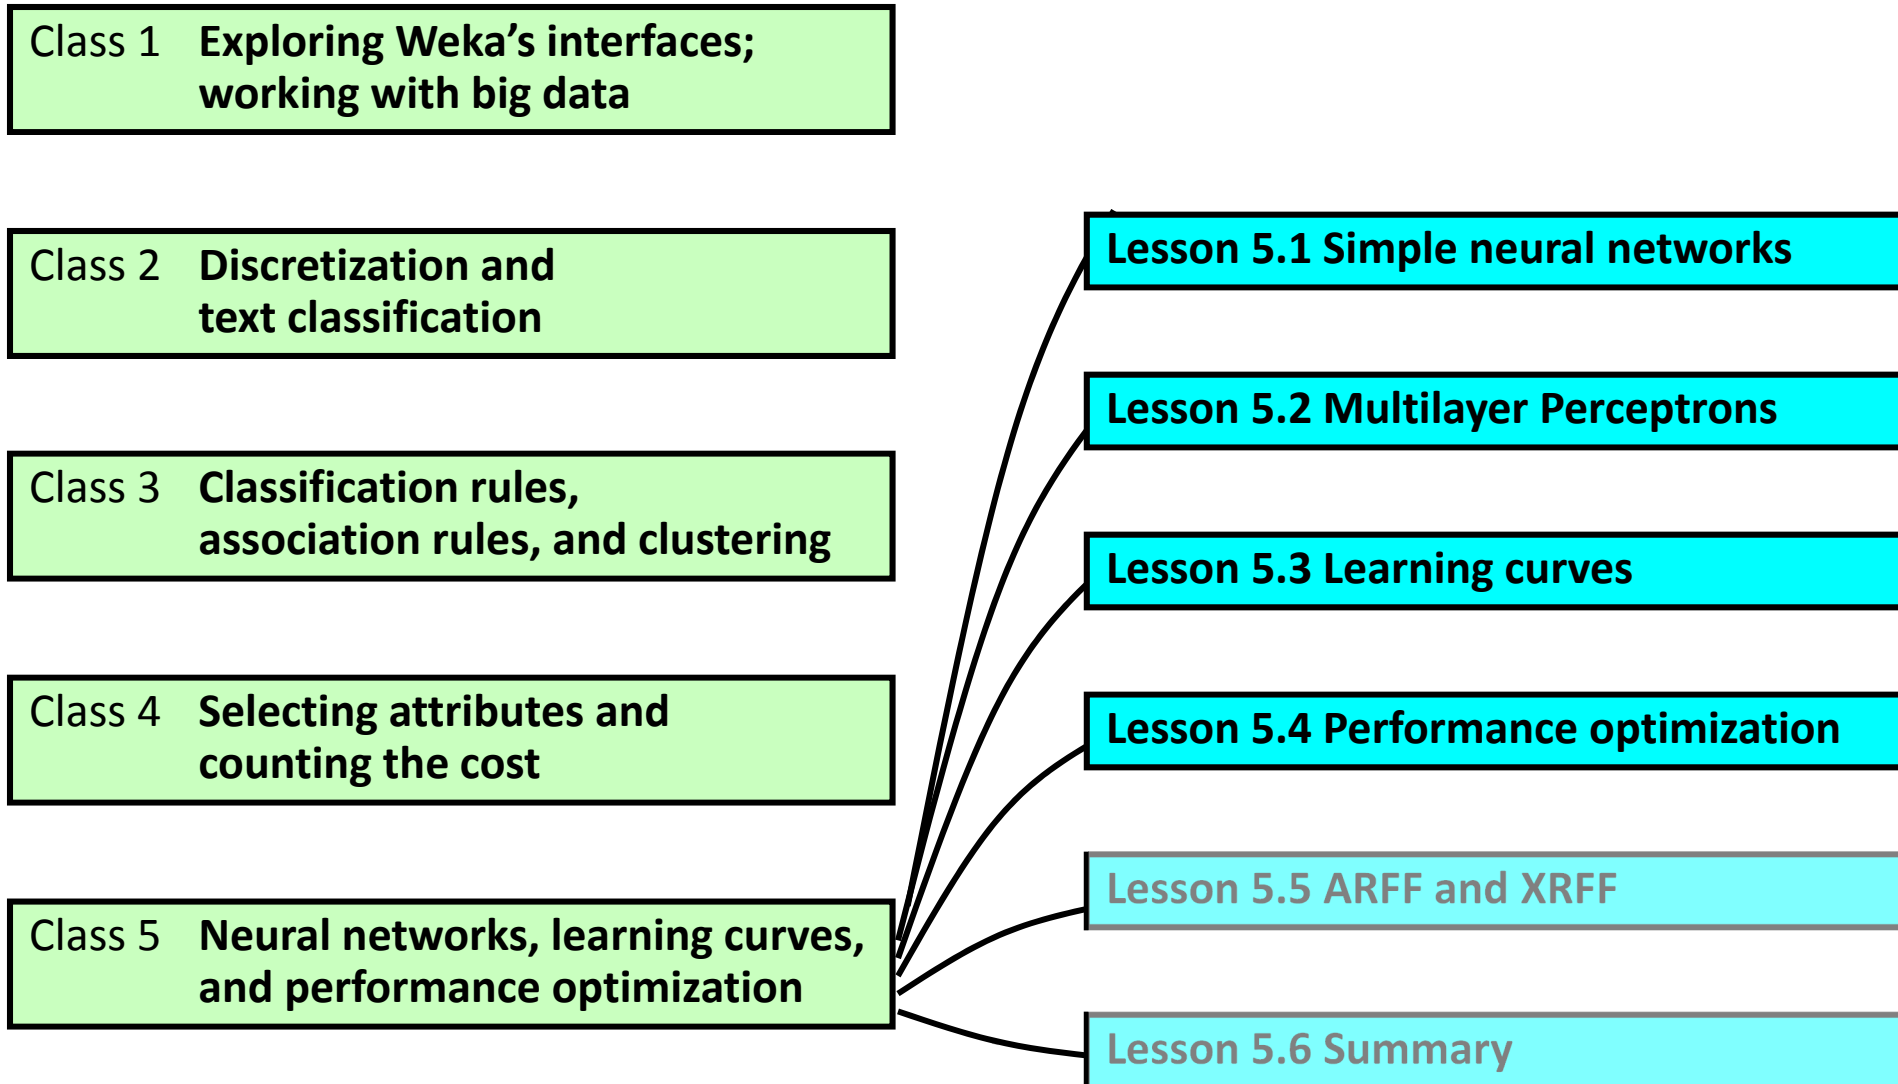 Class 1 Exploring Weka’s interfaces;
working with big data
Class 2 Discretization and
text classification
Class 3 Classification rules,
association rules, and clustering
Class 4 Selecting attributes and
counting the cost
Class 5 Neural networks, learning curves,
and performance optimization
Lesson 5.1 Simple neural networks
Lesson 5.2 Multilayer Perceptrons
Lesson 5.3 Learning curves
Lesson 5.4 Performance optimization
Lesson 5.5 ARFF and XRFF
Lesson 5.6 Summary